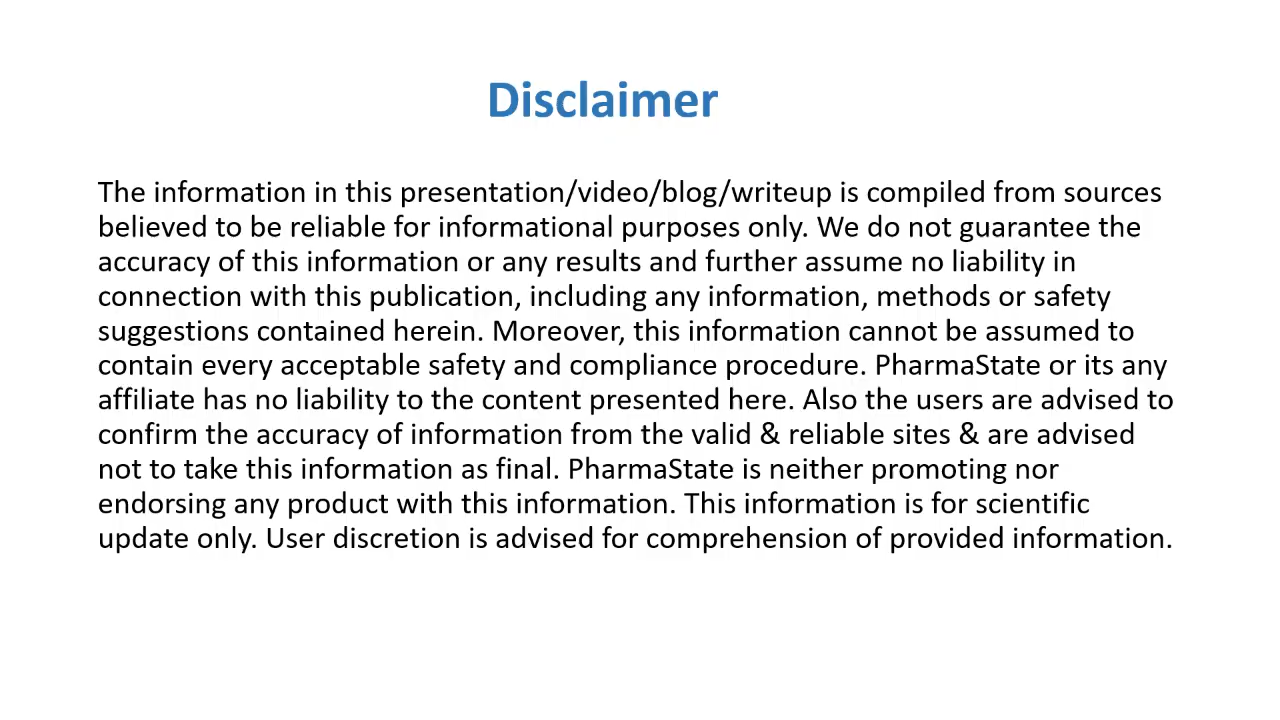 Disclaimer
The information in this presentation/video/blog/writeup is compiled from sources
believed to be reliable for informational purposes only. We do not guarantee the
accuracy of this information or any results and further assume no liability in
connection with this publication, including any information, methods or safety
suggestions contained herein. Moreover, this information cannot be assumed to
contain every acceptable safety and compliance procedure. PharmaState or its any
affiliate has no liability to the content presented here. Also the users are advised to
confirm the accuracy of information from the valid & reliable sites & are advised
not to take this information as final. PharmaState is neither promoting nor
endorsing any product with this information. This information is for scientific
update only. User discretion is advised for comprehension of provided information.